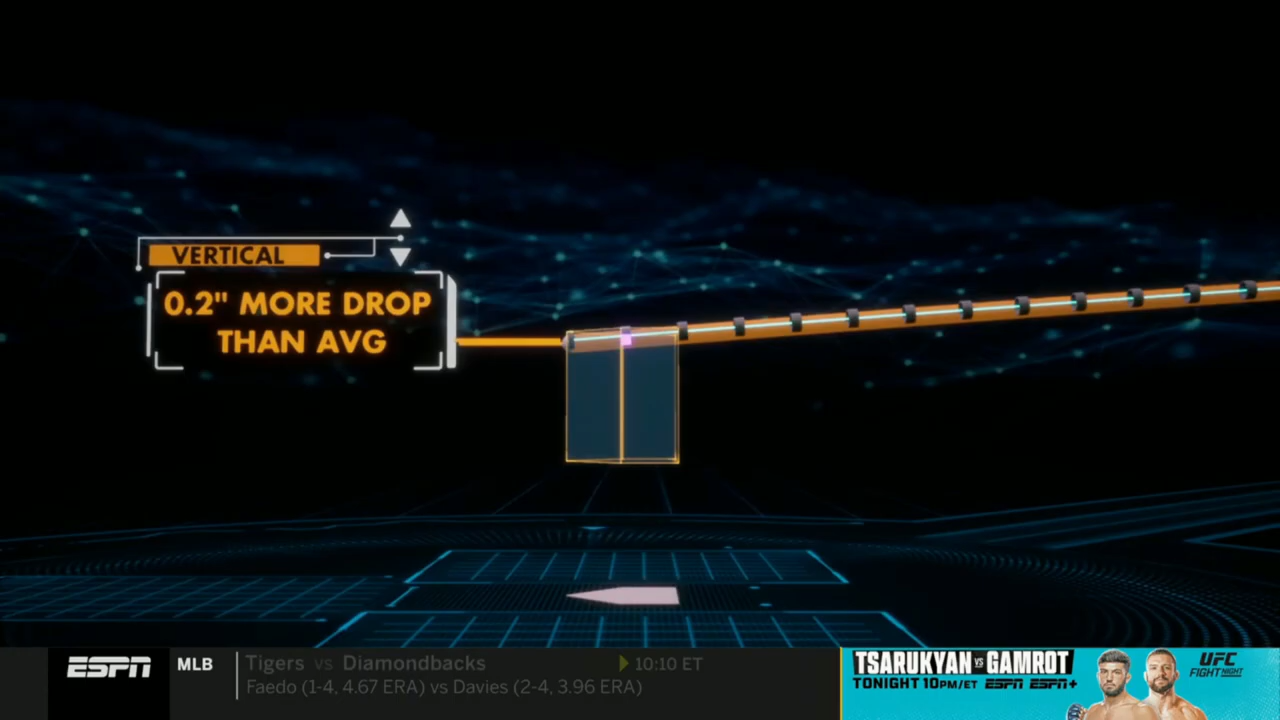 VERTICAL
0.2" MORE DROP
THAN AVG
ESPN
MLB
Tigers vs Diamondbacks
10:10 ET
Faedo (1-4, 4.67 ERA) vs Davies (2-4, 3.96 ERA)
TSARUKYAN VS GAMROT
TONIGHT 10PM/ET ESPN ESPN+
UFC
FIGHT NIGHT